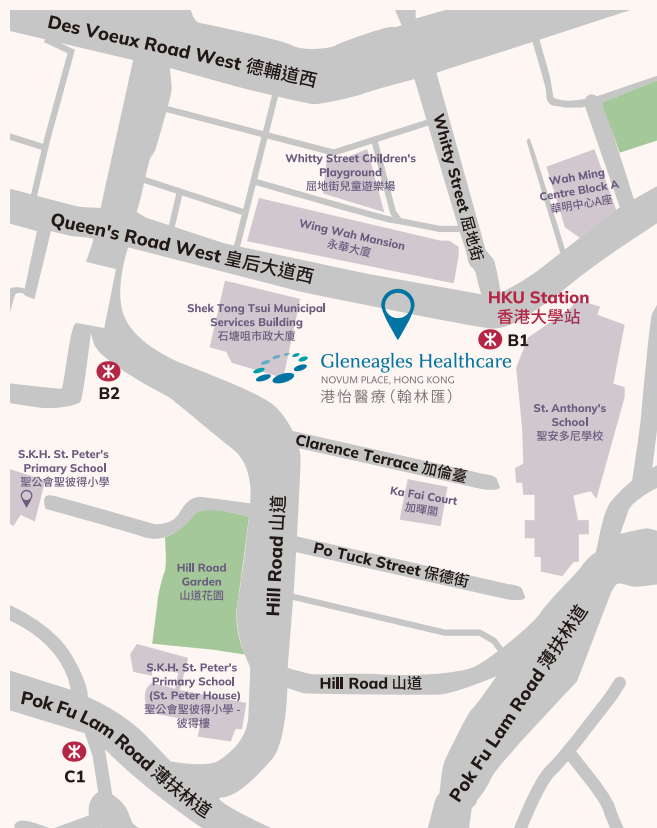 Des Voeux Road West 德輔道西
Whitty Street 屈地街
Whitty Street Children's
Playground
屈地街兒童遊樂場
Wah Ming
Centre Block A
華明中心A座
Queen's Road West 皇后大道西
Wing Wah Mansion
永華大廈
HKU Station
香港大學站
B1
Shek Tong Tsui Municipal
Services Building
石塘咀市政大廈
Gleneagles Healthcare
NOVUM PLACE, HONG KONG
港怡醫療(翰林匯)
B2
St. Anthony's
School
聖安多尼學校
Clarence Terrace 加倫臺
S.K.H. St. Peter's
Primary School
聖公會聖彼得小學
Ka Fai Court
加暉閣
Hill Road 山道
Po Tuck Street 保德街
Hill Road
Garden
山道花園
S.K.H. St. Peter's
Primary School
(St. Peter House)
聖公會聖彼得小學 -
彼得樓
Hill Road 山道
Pok Fu Lam Road 薄扶林道
Pok Fu Lam Road 薄扶林道
C1